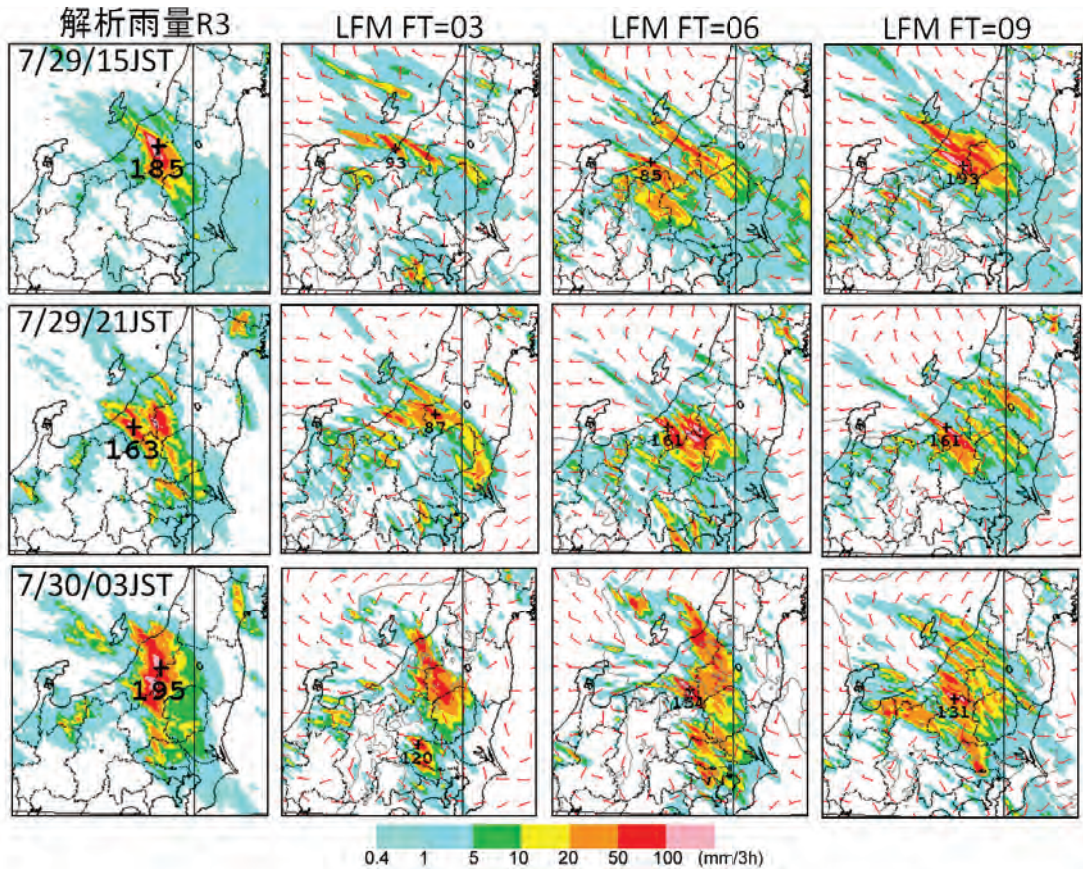 解析雨量R3 LFM FT=03 LFM FT=06 LFM FT=09
7/29/15JST
185 93 85 193
7/29/21JST
163 87 161 161
7/30/03JST
195 120 131
0.4 1 5 10 20 50 100 (mm/3h)